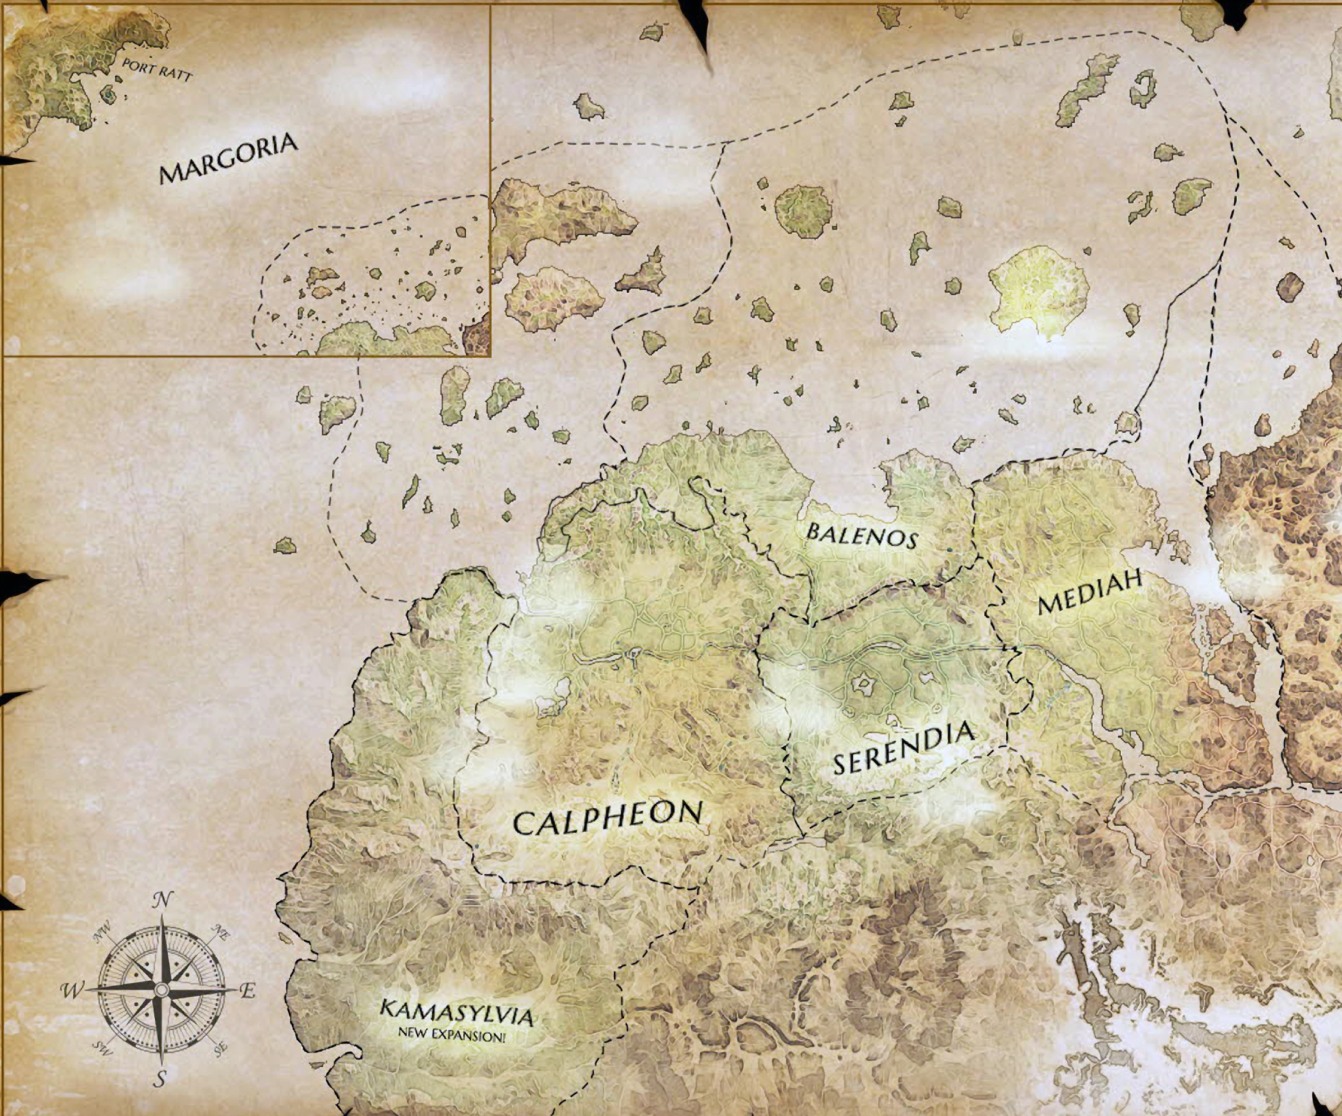 PORT RATT
MARGORIA
BALENOS
MEDIAH
SERENDIA
CALPHEON
KAMASYLVIA
NEW EXPANSION!
N
NW
NE
W
E
SW
SE
S